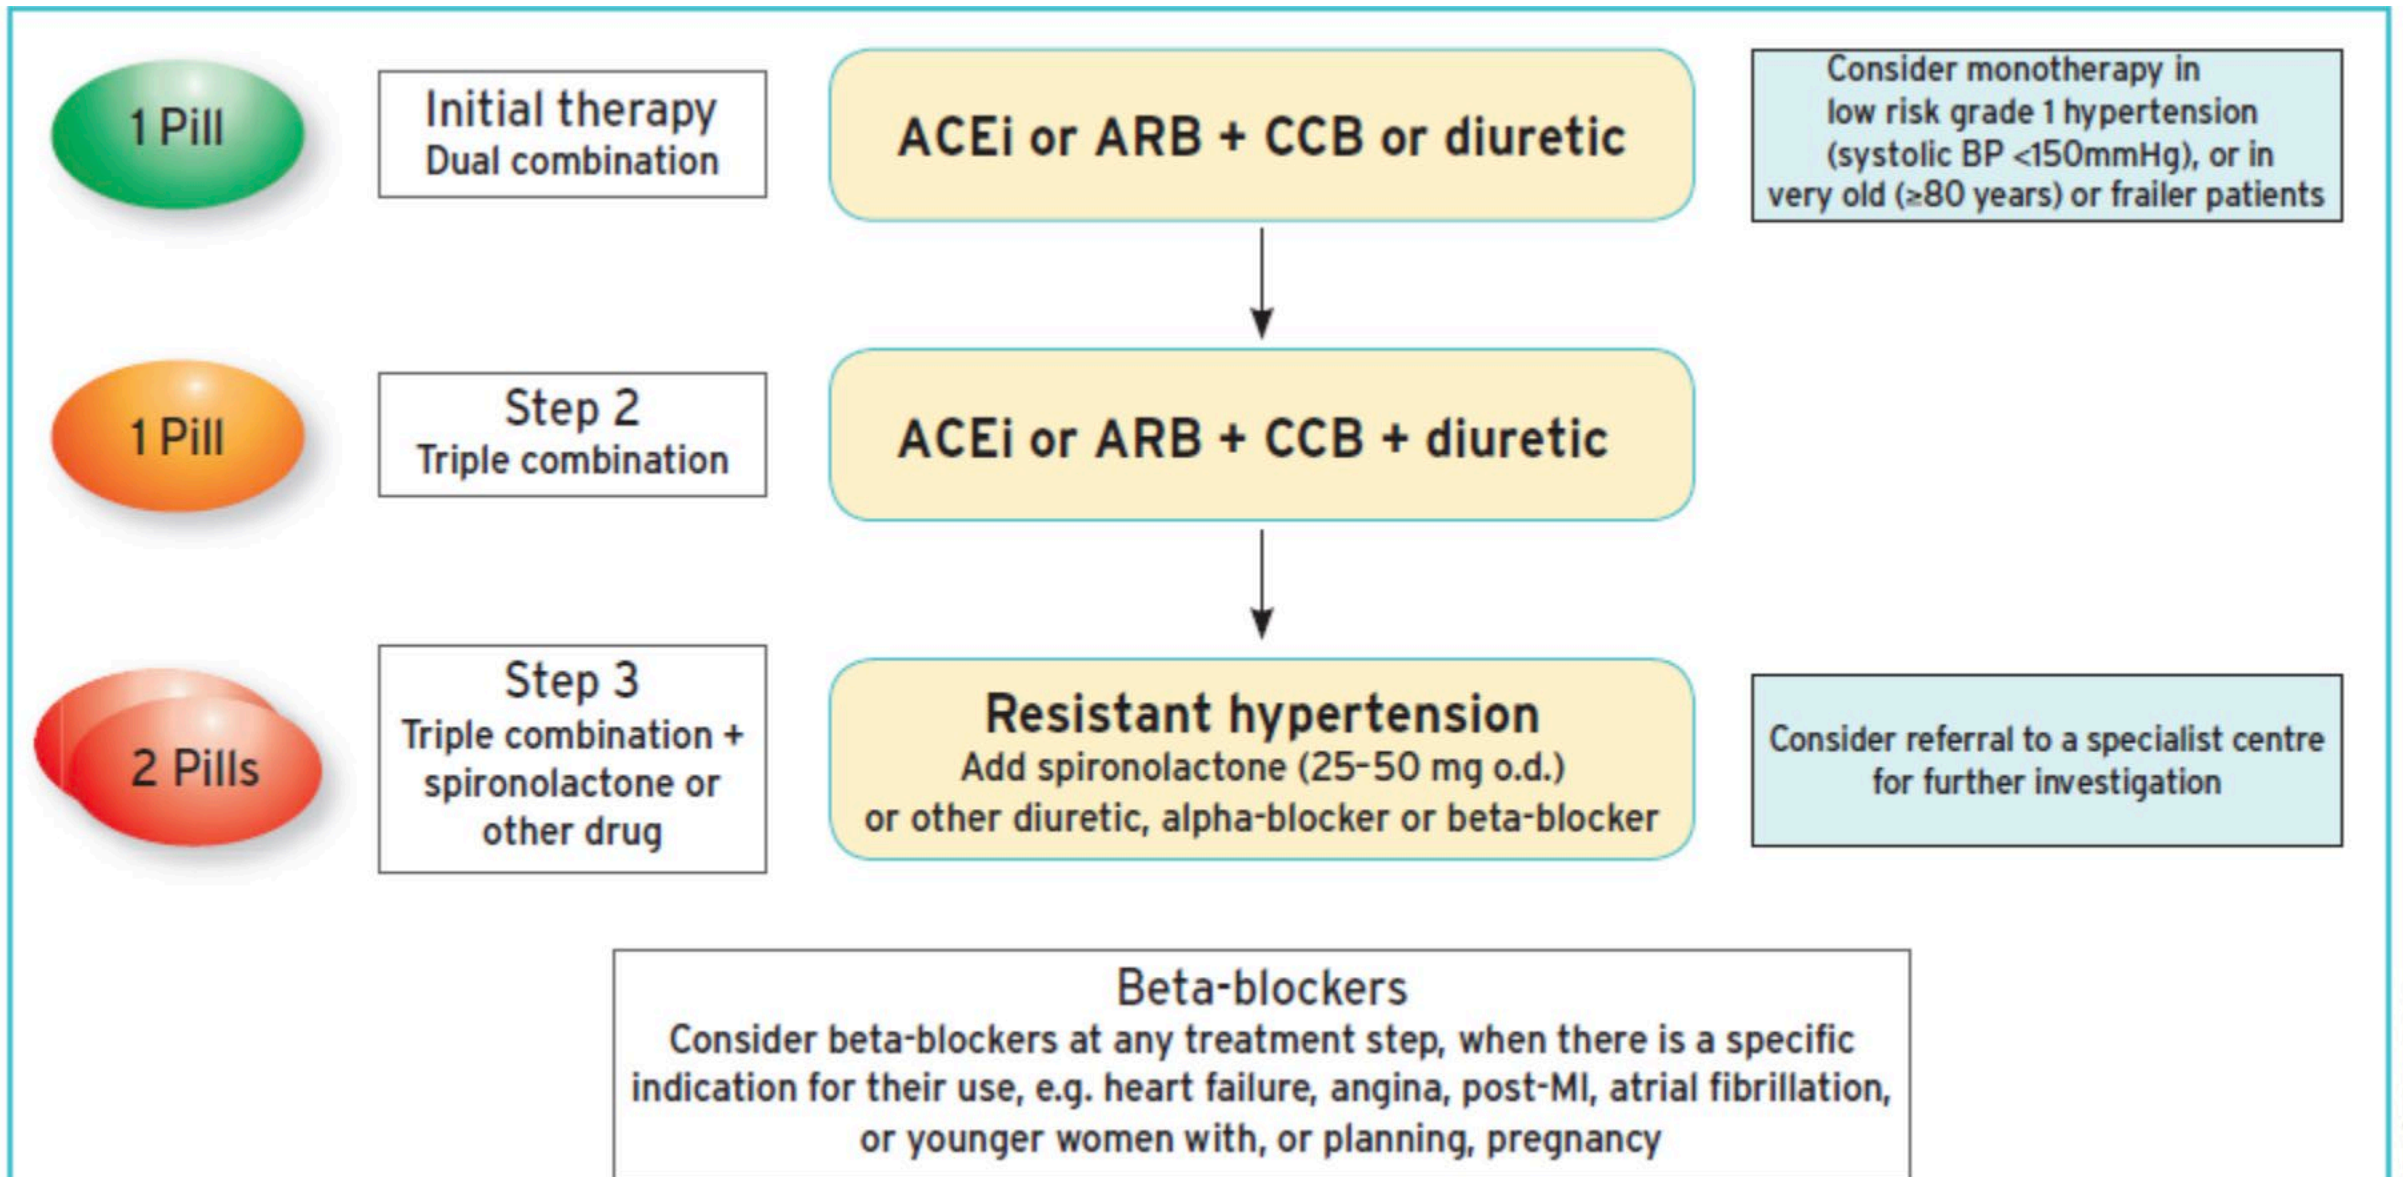 1 Pill
Initial therapy
Dual combination
ACEi or ARB + CCB or diuretic
Consider monotherapy in
low risk grade 1 hypertension
(systolic BP <150mmHg), or in
very old (≥80 years) or frailer patients
1 Pill
Step 2
Triple combination
ACEi or ARB + CCB + diuretic
2 Pills
Step 3
Triple combination +
spironolactone or
other drug
Resistant hypertension
Add spironolactone (25-50 mg o.d.)
or other diuretic, alpha-blocker or beta-blocker
Consider referral to a specialist centre
for further investigation
Beta-blockers
Consider beta-blockers at any treatment step, when there is a specific
indication for their use, e.g. heart failure, angina, post-MI, atrial fibrillation,
or younger women with, or planning, pregnancy